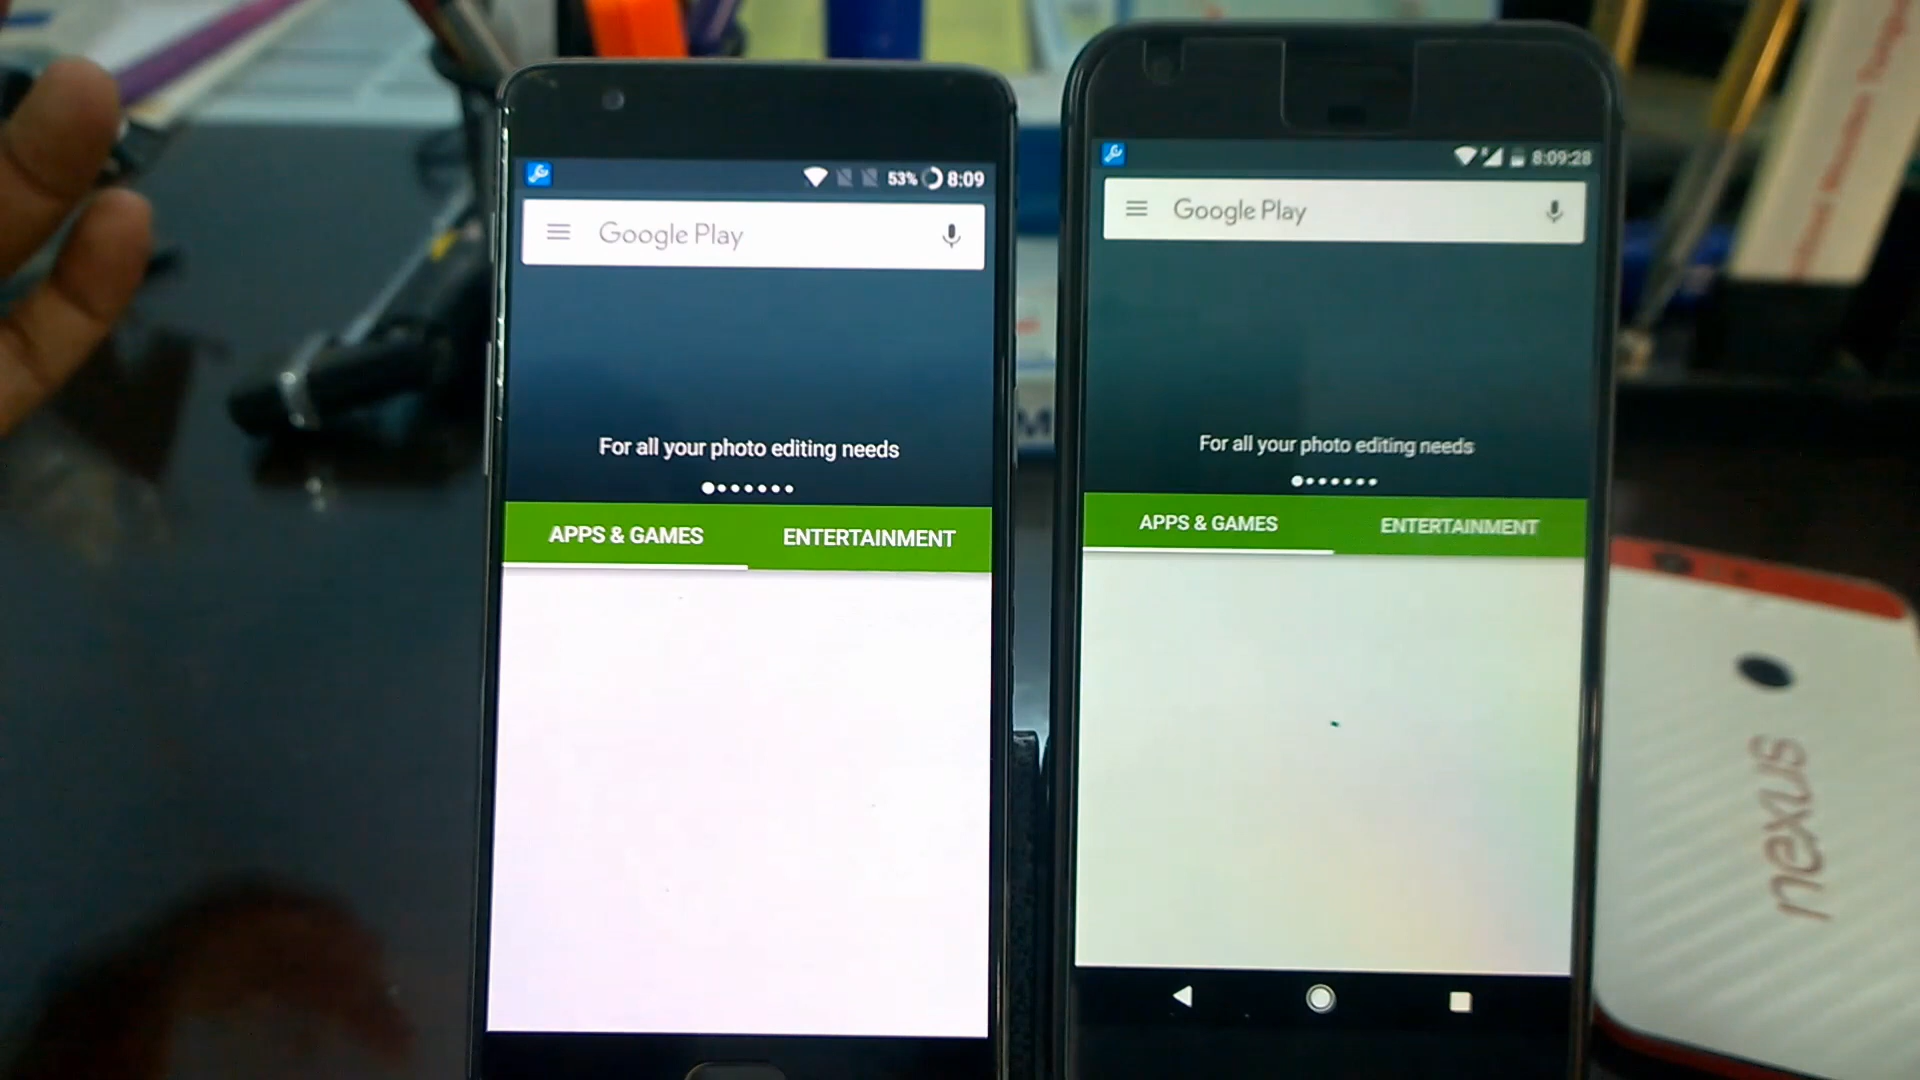 53% 8:09
Google Play
For all your photo editing needs
APPS & GAMES ENTERTAINMENT
8:09:28
Google Play
For all your photo editing needs
APPS & GAMES ENTERTAINMENT
nexus